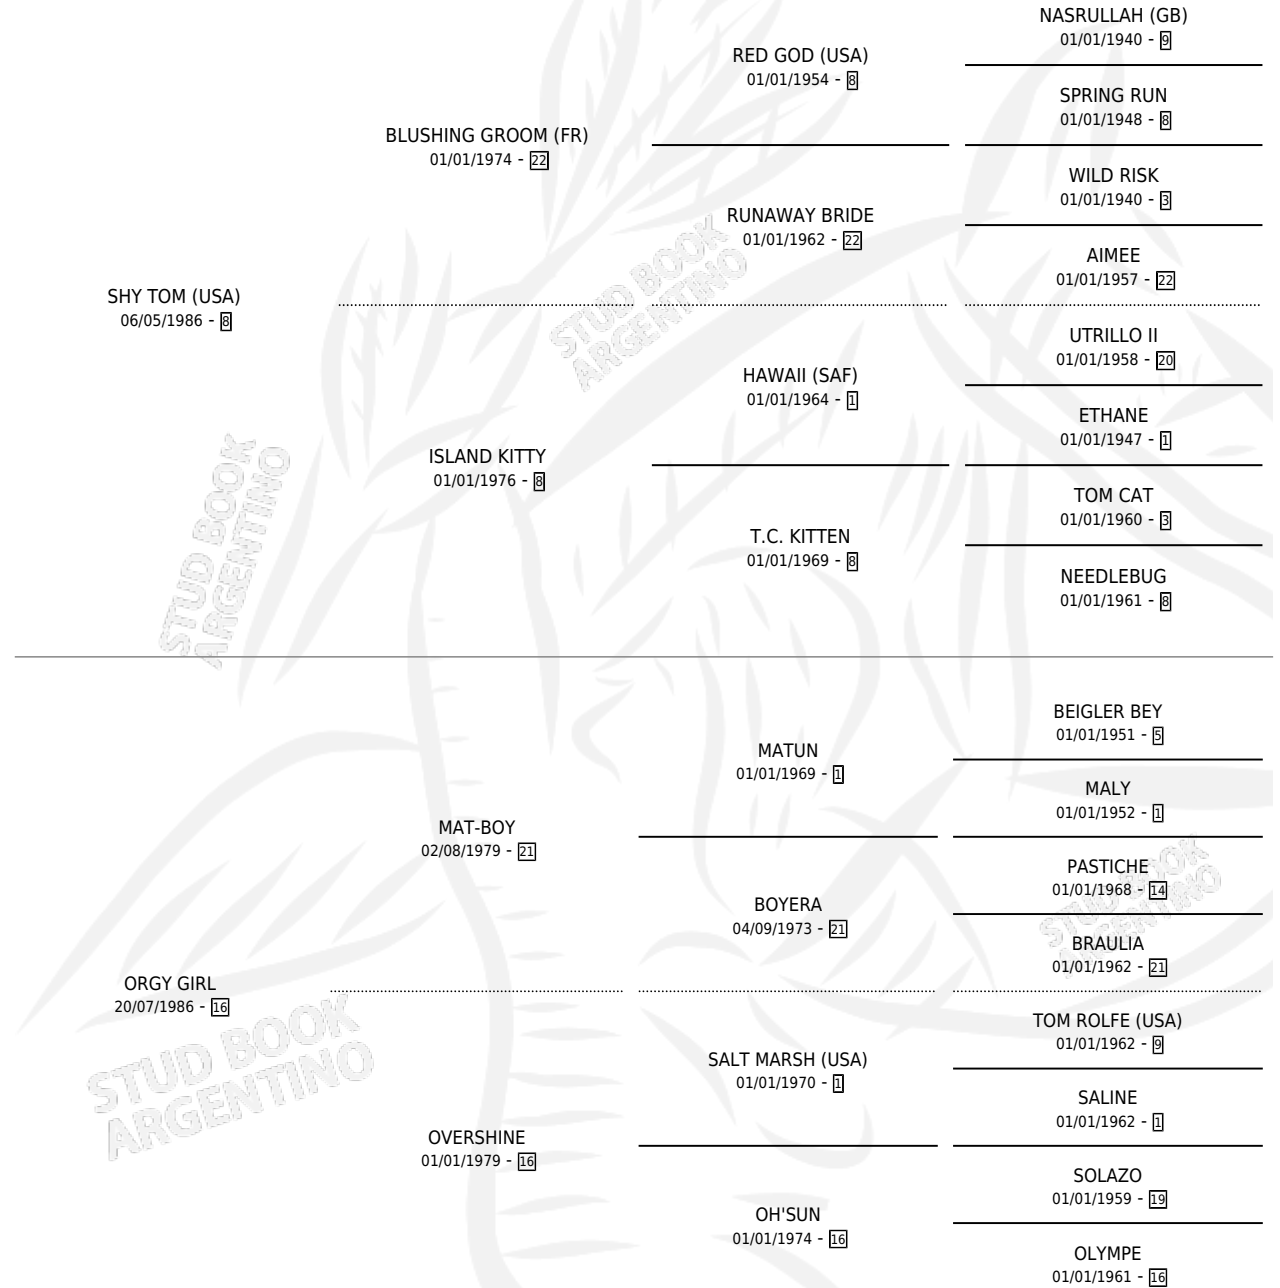 NASRULLAH (GB)
01/01/1940 - 9
RED GOD (USA)
01/01/1954 - 8
SPRING RUN
01/01/1948 - 8
BLUSHING GROOM (FR)
01/01/1974 - 22
WILD RISK
01/01/1940 - 3
RUNAWAY BRIDE
01/01/1962 - 22
AIMEE
01/01/1957 - 22
SHY TOM (USA)
06/05/1986 - 8
UTRILLO II
01/01/1958 - 20
HAWAII (SAF)
01/01/1964 - 1
ETHANE
01/01/1947 - 1
ISLAND KITTY
01/01/1976 - 8
TOM CAT
01/01/1960 - 3
T.C. KITTEN
01/01/1969 - 8
NEEDLEBUG
01/01/1961 - 8
STUD BOOK
ARGENTINO
STUD BOOK
ARGENTINO
BEIGLER BEY
01/01/1951 - 5
MATUN
01/01/1969 - 1
MALY
01/01/1952 - 1
MAT-BOY
02/08/1979 - 21
PASTICHE
01/01/1968 - 14
BOYERA
04/09/1973 - 21
BRAULIA
01/01/1962 - 21
STUD BOOK
ARGENTINO
ORGY GIRL
20/07/1986 - 16
TOM ROLFE (USA)
01/01/1962 - 9
SALT MARSH (USA)
01/01/1970 - 1
SALINE
01/01/1962 - 1
STUD BOOK
ARGENTINO
OVERSHINE
01/01/1979 - 16
SOLAZO
01/01/1959 - 19
OH'SUN
01/01/1974 - 16
OLYMPE
01/01/1961 - 16